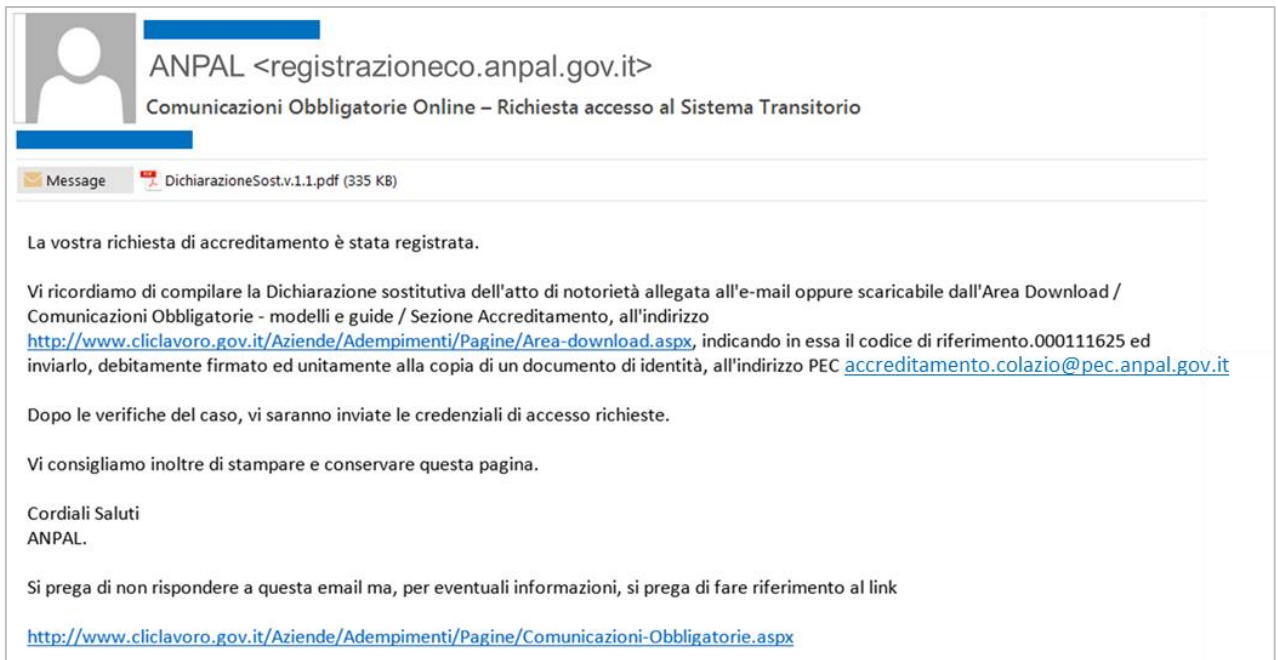 ANPAL <registrazioneco.anpal.gov.it>
Comunicazioni Obbligatorie Online – Richiesta accesso al Sistema Transitorio
Message DichiarazioneSost.v.1.1.pdf (335 KB)
La vostra richiesta di accreditamento è stata registrata.
Vi ricordiamo di compilare la Dichiarazione sostitutiva dell'atto di notorietà allegata all'e-mail oppure scaricabile dall'Area Download /
Comunicazioni Obbligatorie - modelli e guide / Sezione Accreditamento, all'indirizzo
http://www.cliclavoro.gov.it/Aziende/Adempimenti/Pagine/Area-download.aspx, indicando in essa il codice di riferimento.000111625 ed
inviarlo, debitamente firmato ed unitamente alla copia di un documento di identità, all'indirizzo PEC accreditamento.colazio@pec.anpal.gov.it
Dopo le verifiche del caso, vi saranno inviate le credenziali di accesso richieste.
Vi consigliamo inoltre di stampare e conservare questa pagina.
Cordiali Saluti
ANPAL.
Si prega di non rispondere a questa email ma, per eventuali informazioni, si prega di fare riferimento al link
http://www.cliclavoro.gov.it/Aziende/Adempimenti/Pagine/Comunicazioni-Obbligatorie.aspx